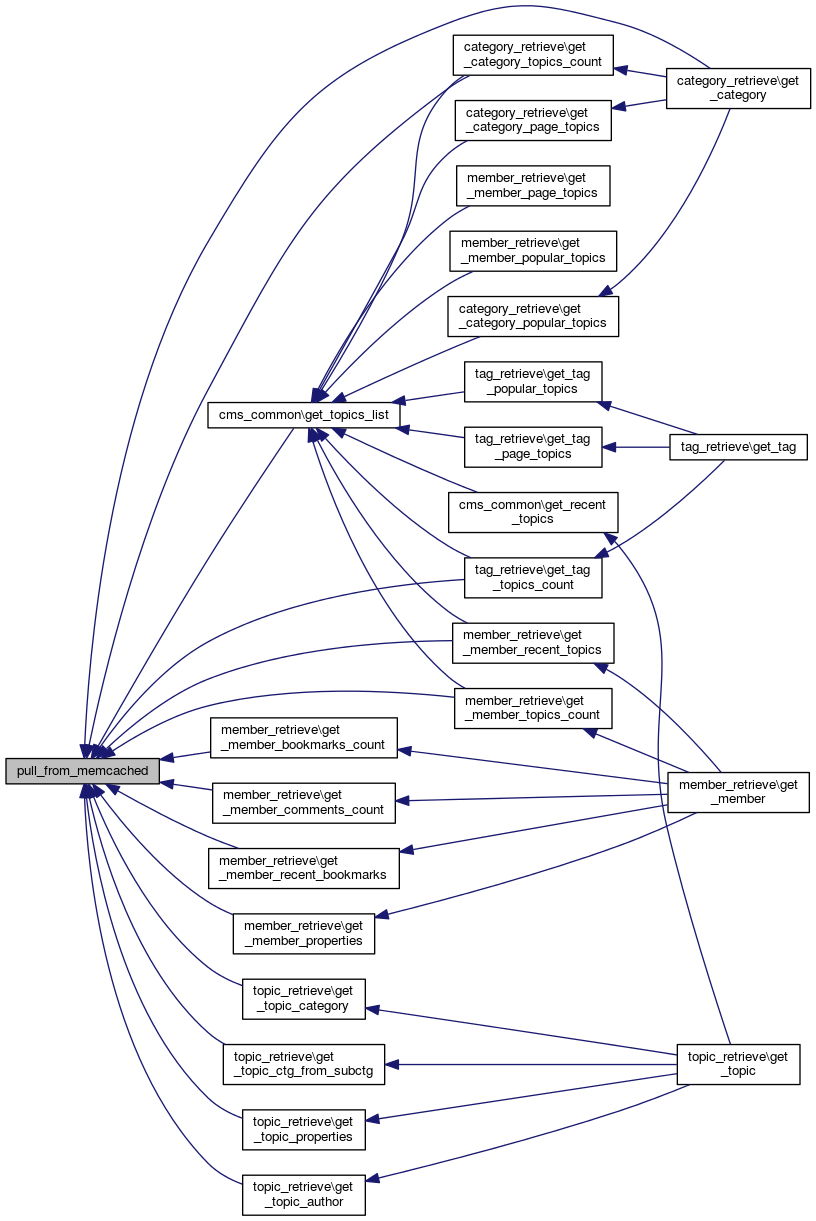 category_retrieve\get
_category_topics_count
category_retrieve\get
_category
category_retrieve\get
_category_page_topics
member_retrieve\get
_member_page_topics
member_retrieve\get
_member_popular_topics
category_retrieve\get
_category_popular_topics
tag_retrieve\get_tag
_popular_topics
cms_common\get_topics_list
tag_retrieve\get_tag
_page_topics
tag_retrieve\get_tag
cms_common\get_recent
_topics
tag_retrieve\get_tag
_topics_count
member_retrieve\get
_member_recent_topics
member_retrieve\get
_member_topics_count
member_retrieve\get
_member_bookmarks_count
pull_from_memcached
member_retrieve\get
_member
member_retrieve\get
_member_comments_count
member_retrieve\get
_member_recent_bookmarks
member_retrieve\get
_member_properties
topic_retrieve\get
_topic_category
topic_retrieve\get
_topic_ctg_from_subctg
topic_retrieve\get
_topic
topic_retrieve\get
_topic_properties
topic_retrieve\get
_topic_author